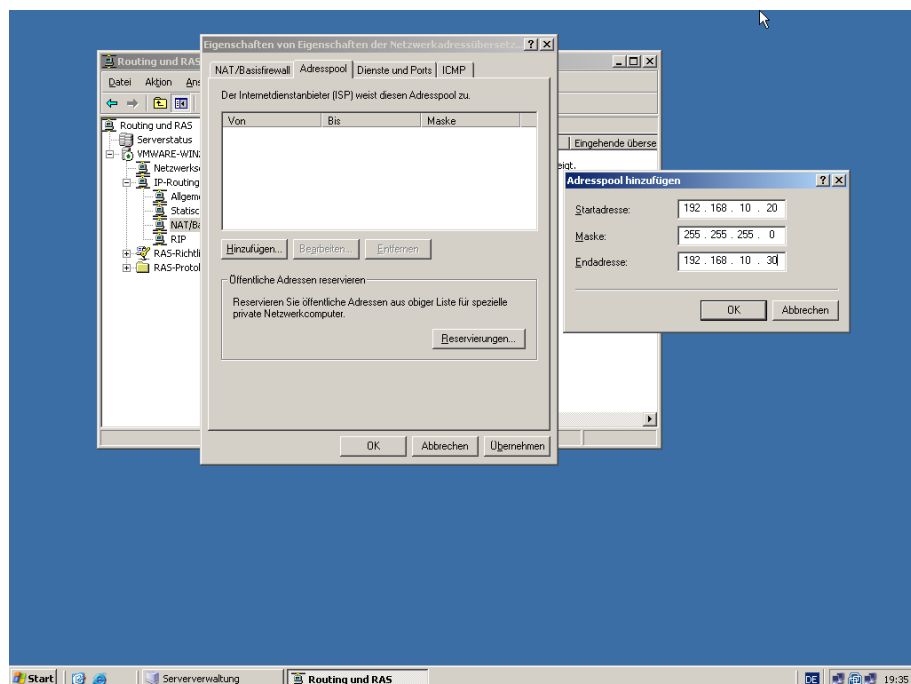 Eigenschaften von Eigenschaften der Netzwerkadressübersetz...
Routing und RAS
Datei Aktion Ans
NAT/Basisfirewall Adresspool Dienste und Ports ICMP
Der Internetdienstanbieter (ISP) weist diesen Adresspool zu.
Von Bis Maske
Routing und RAS
Serverstatus
VMWARE-WIN
Netzwerks
IP-Routing
Allgem
Statisc
NAT/Ba
RIP
RAS-Richtli
RAS-Protol
Eingehende überse
eigt.
Hinzufügen... Bearbeiten... Entfernen
Öffentliche Adressen reservieren
Reservieren Sie öffentliche Adressen aus obiger Liste für spezielle
private Netzwerkcomputer.
Reservierungen...
OK Abbrechen Übernehmen
Adresspool hinzufügen
Startadresse: 192 . 168 . 10 . 20
Maske: 255 . 255 . 255 . 0
Endadresse: 192 . 168 . 10 . 30
OK Abbrechen
Start Serververwaltung Routing und RAS DE 19:35